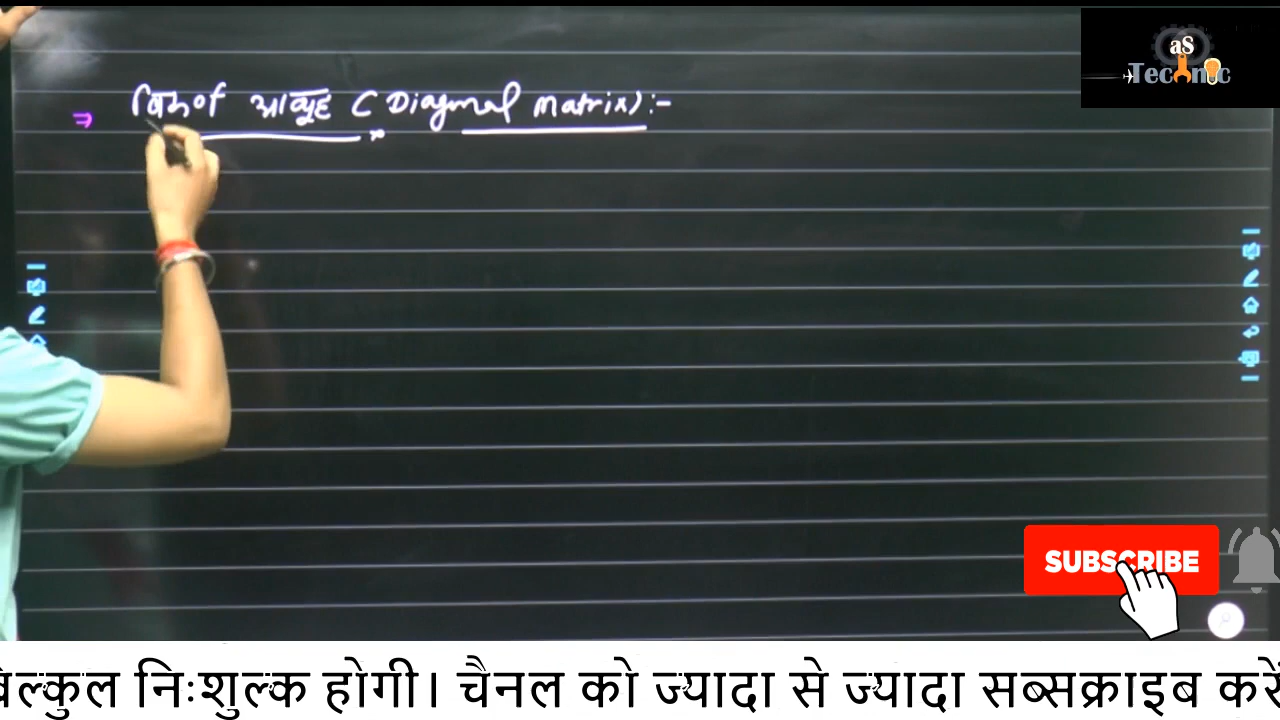 ⇒ विकर्ण आव्यूह (Diagonal Matrix):-
aS
Tecnic
SUBSCRIBE
बिल्कुल निःशुल्क होगी। चैनल को ज्यादा से ज्यादा सब्सक्राइब करें